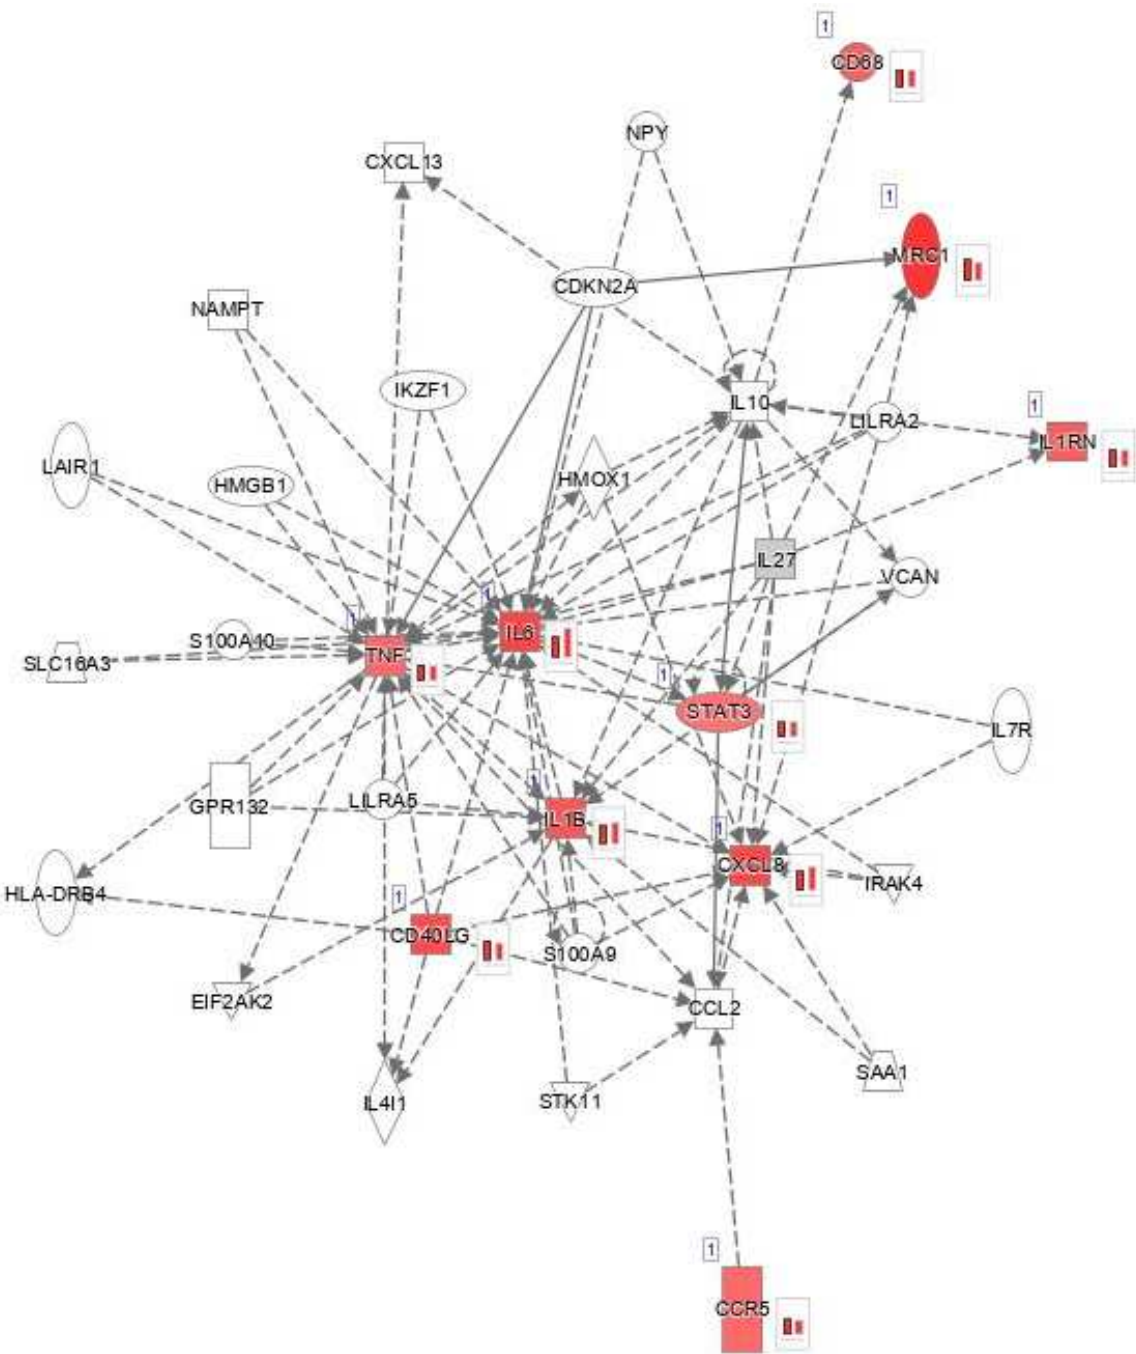 1
CD68
NPY
CXCL13
1
MRC1
CDKN2A
NAMPT
IKZF1
IL10
LILRA2
1
IL1RN
LAIR1
HMGB1
HMOX1
IL27
VCAN
1
1
S100A10
SLC16A3
TNF
IL6
1
STAT3
IL7R
GPR132
LILRA5
1
IL1B
1
CXCL8
IRAK4
HLA-DRB4
1
CD40LG
S100A9
EIF2AK2
CCL2
IL4I1
STK11
SAA1
1
CCR5